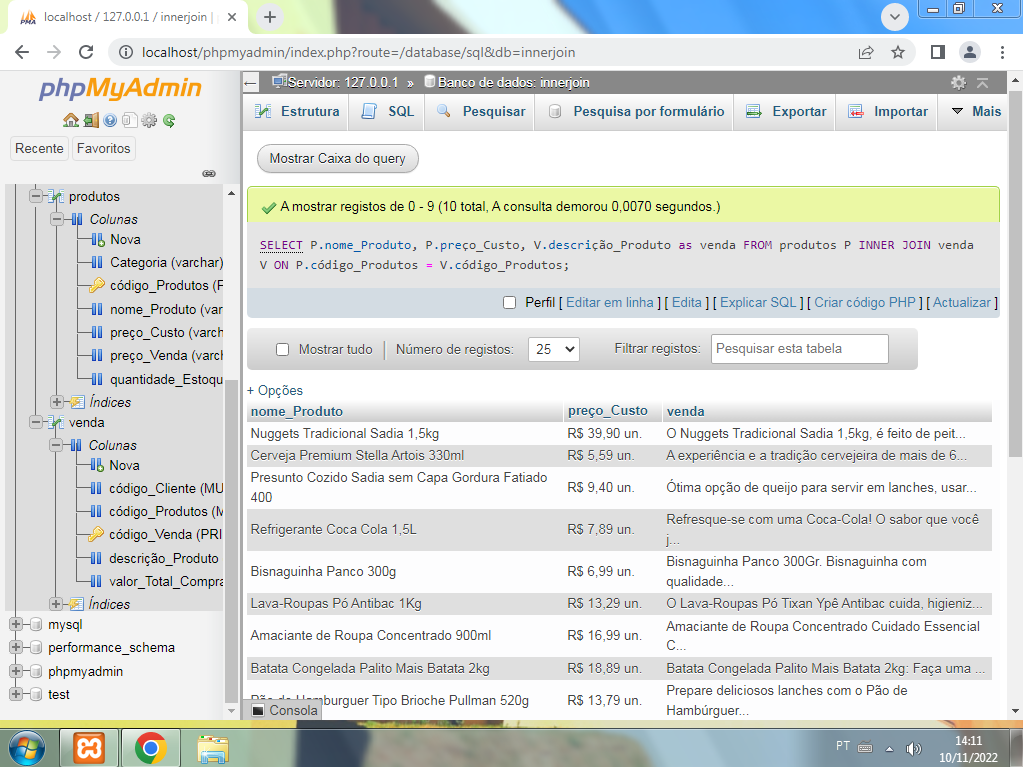 localhost / 127.0.0.1 / innerjoin |
localhost/phpmyadmin/index.php?route=/database/sql&db=innerjoin
phpMyAdmin
Recente Favoritos
produtos
Colunas
Nova
Categoria (varchar)
código_Produtos (P
nome_Produto (var
preço_Custo (varch
preço_Venda (varch
quantidade_Estoqu
Índices
venda
Colunas
Nova
código_Cliente (MU
código_Produtos (M
código_Venda (PRI
descrição_Produto
valor_Total_Compra
Índices
mysql
performance_schema
phpmyadmin
test
Servidor: 127.0.0.1 » Banco de dados: innerjoin
Estrutura SQL Pesquisar Pesquisa por formulário Exportar Importar Mais
Mostrar Caixa do query
A mostrar registos de 0 - 9 (10 total, A consulta demorou 0,0070 segundos.)
SELECT P.nome_Produto, P.preço_Custo, V.descrição_Produto as venda FROM produtos P INNER JOIN venda
V ON P.código_Produtos = V.código_Produtos;
Perfil [ Editar em linha ] [ Edita ] [ Explicar SQL ] [ Criar código PHP ] [ Actualizar ]
Mostrar tudo Número de registos: 25 Filtrar registos: Pesquisar esta tabela
+ Opções
nome_Produto preço_Custo venda
Nuggets Tradicional Sadia 1,5kg R$ 39,90 un. O Nuggets Tradicional Sadia 1,5kg, é feito de peit...
Cerveja Premium Stella Artois 330ml R$ 5,59 un. A experiência e a tradição cervejeira de mais de 6...
Presunto Cozido Sadia sem Capa Gordura Fatiado
400 R$ 9,40 un. Ótima opção de queijo para servir em lanches, usar...
Refrigerante Coca Cola 1,5L R$ 7,89 un. Refresque-se com uma Coca-Cola! O sabor que você
j...
Bisnaguinha Panco 300g R$ 6,99 un. Bisnaguinha Panco 300Gr. Bisnaguinha com
qualidade...
Lava-Roupas Pó Antibac 1Kg R$ 13,29 un. O Lava-Roupas Pó Tixan Ypê Antibac cuida, higieniz...
Amaciante de Roupa Concentrado 900ml R$ 16,99 un. Amaciante de Roupa Concentrado Cuidado Essencial
C...
Batata Congelada Palito Mais Batata 2kg R$ 18,89 un. Batata Congelada Palito Mais Batata 2kg: Faça uma ...
Pão de Hamburguer Tipo Brioche Pullman 520g R$ 13,79 un. Prepare deliciosos lanches com o Pão de
Hambúrguer...
Consola
PT
14:11
10/11/2022